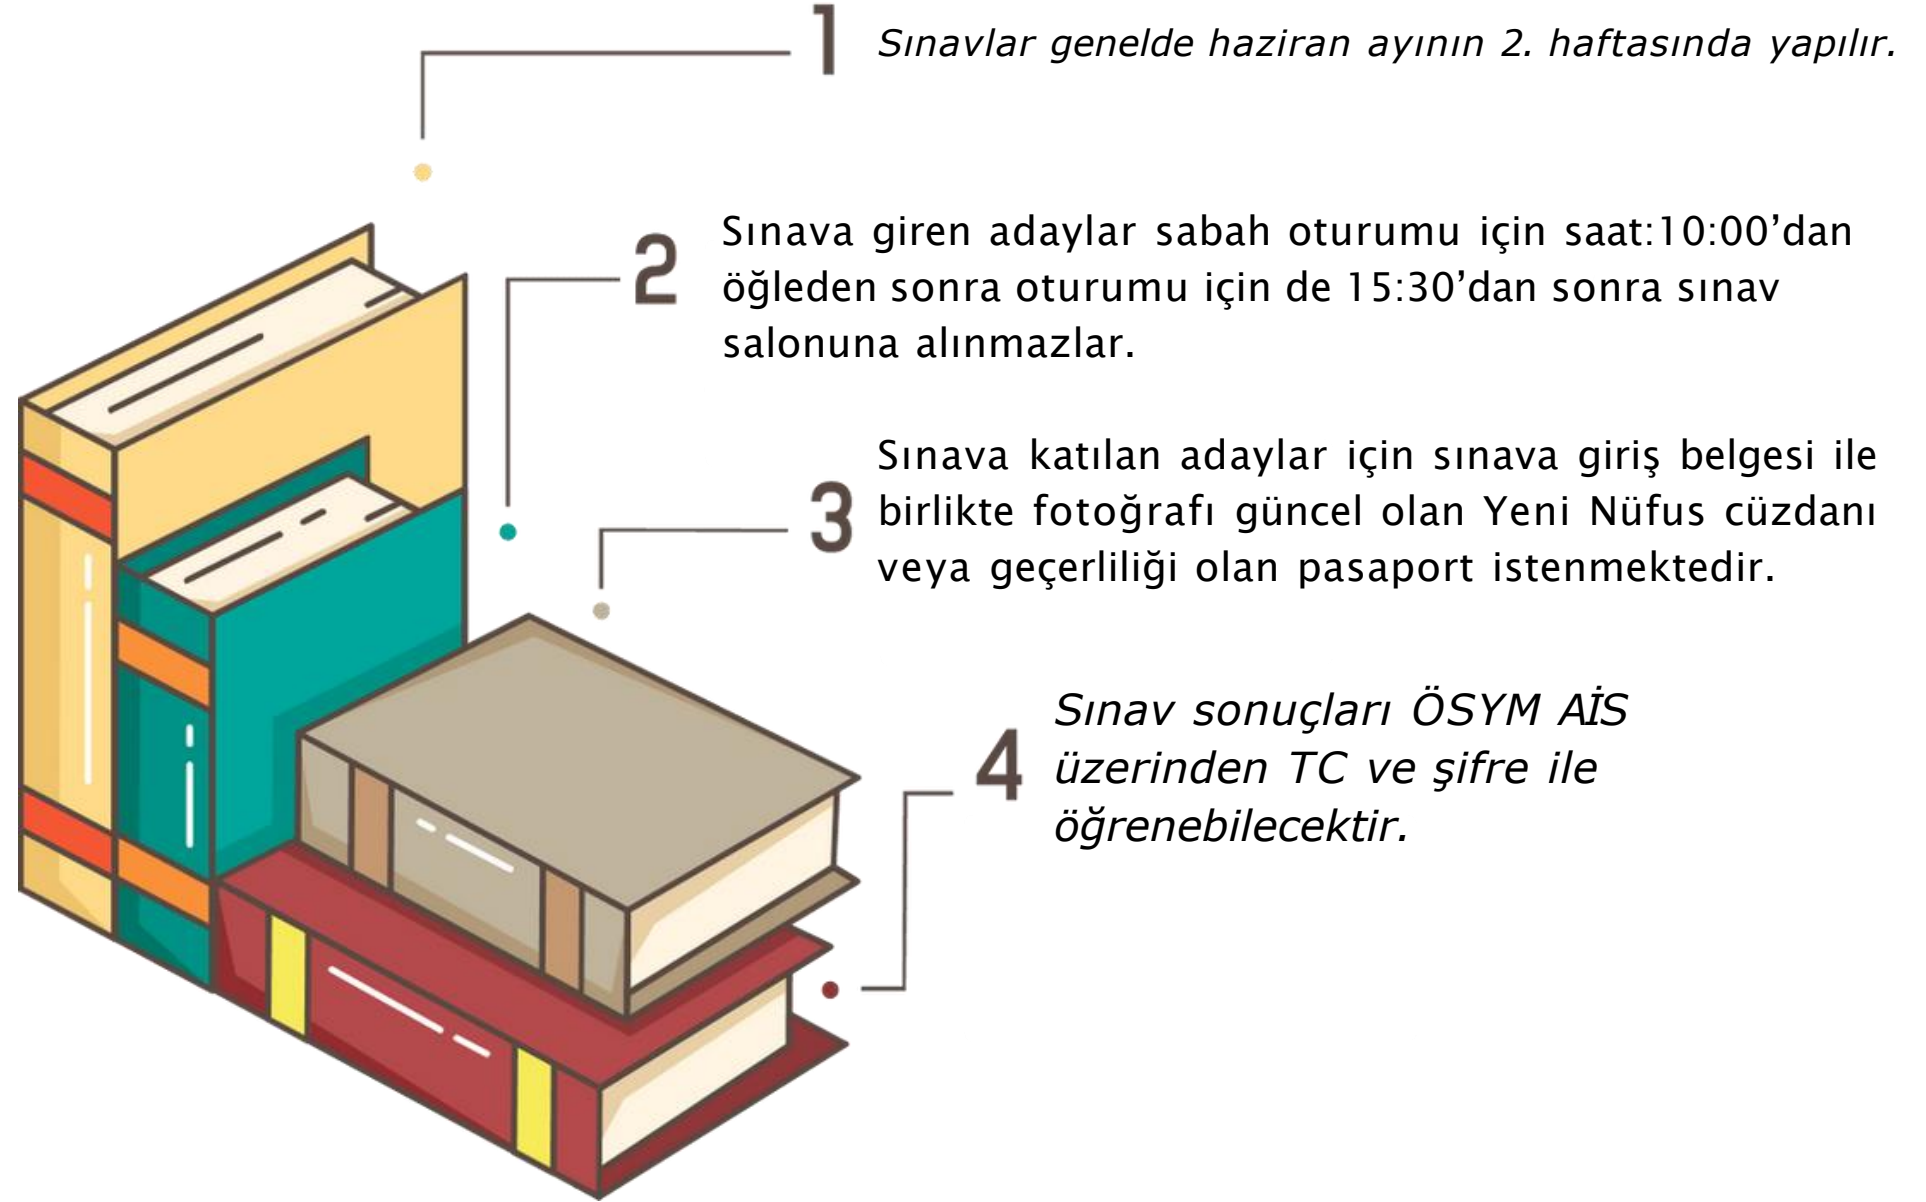 1 Sınavlar genelde haziran ayının 2. haftasında yapılır.
2 Sınava giren adaylar sabah oturumu için saat:10:00’dan
öğleden sonra oturumu için de 15:30’dan sonra sınav
salonuna alınmazlar.
Sınava katılan adaylar için sınava giriş belgesi ile
3 birlikte fotoğrafı güncel olan Yeni Nüfus cüzdanı
veya geçerliliği olan pasaport istenmektedir.
Sınav sonuçları ÖSYM AİS
4 üzerinden TC ve şifre ile
öğrenebilecektir.